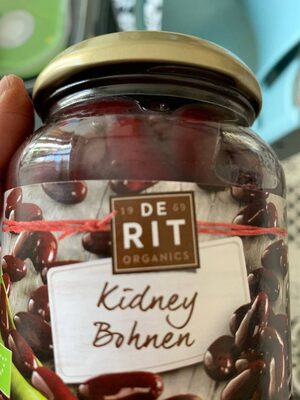 19 DE 69
RIT
ORGANICS
Kidney
Bohnen